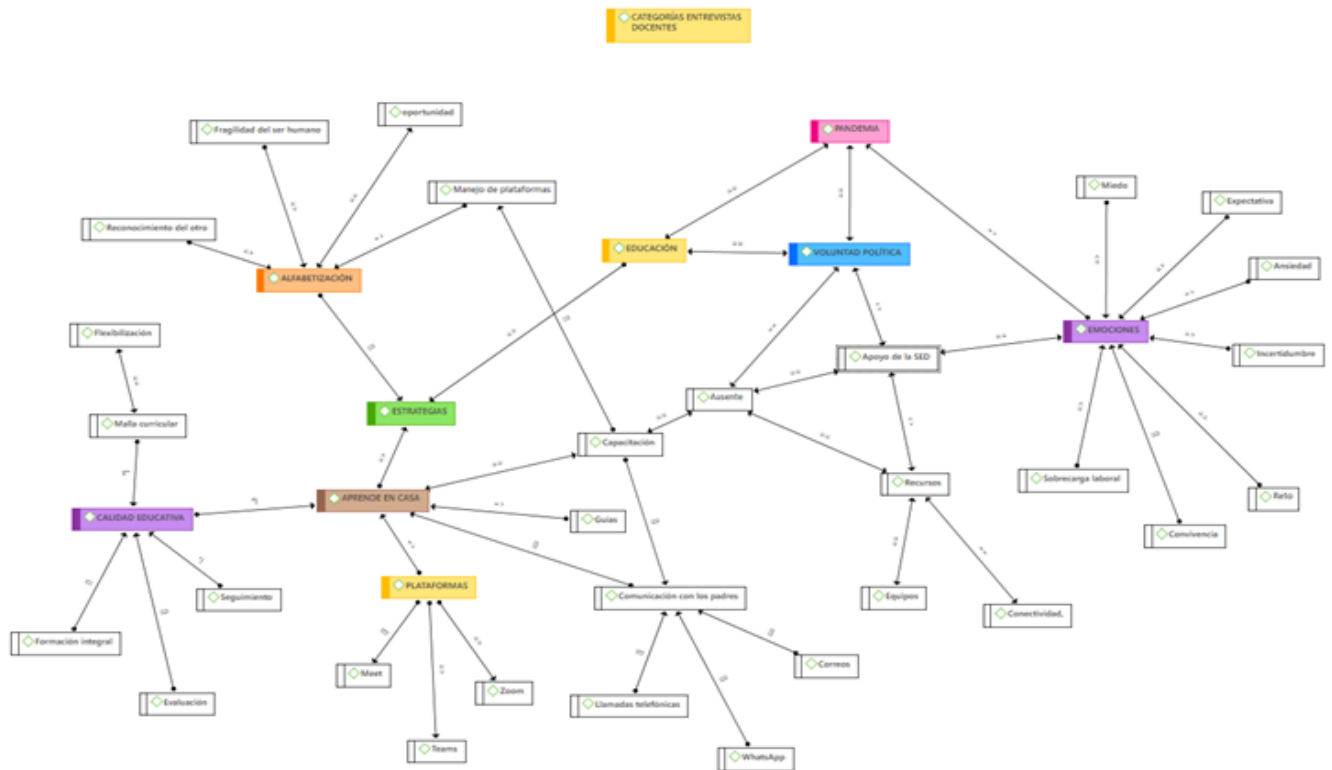 CATEGORÍAS ENTREVISTAS
DOCENTES
oportunidad
Fragilidad del ser humano
PANDEMIA
Manejo de plataformas
Miedo
Expectativa
Reconocimiento del otro
EDUCACIÓN
VOLUNTAD POLÍTICA
ALFABETIZACIÓN
Ansiedad
Flexibilización
EMOCIONES
Apoyo de la SED
Incertidumbre
Ausente
ESTRATEGIAS
Malla curricular
Capacitación
Sobrecarga laboral
Recursos
Reto
APRENDE EN CASA
CALIDAD EDUCATIVA
Guías
Convivencia
PLATAFORMAS
Seguimiento
Comunicación con los padres
Equipos
Conectividad,
Formación integral
Meet
Zoom
Correos
Evaluación
Llamadas telefónicas
Teams
WhatsApp